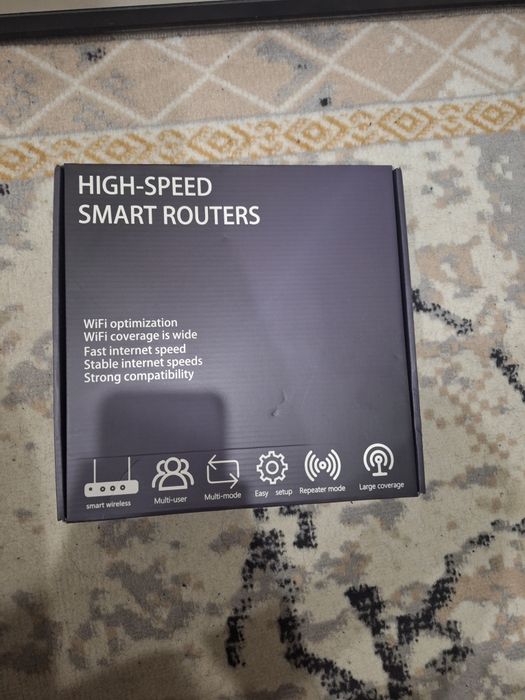 HIGH-SPEED
SMART ROUTERS
WiFi optimization
WiFi coverage is wide
Fast internet speed
Stable internet speeds
Strong compatibility
smart wireless
Multi-user
Multi-mode
Easy setup
Repeater mode
Large coverage